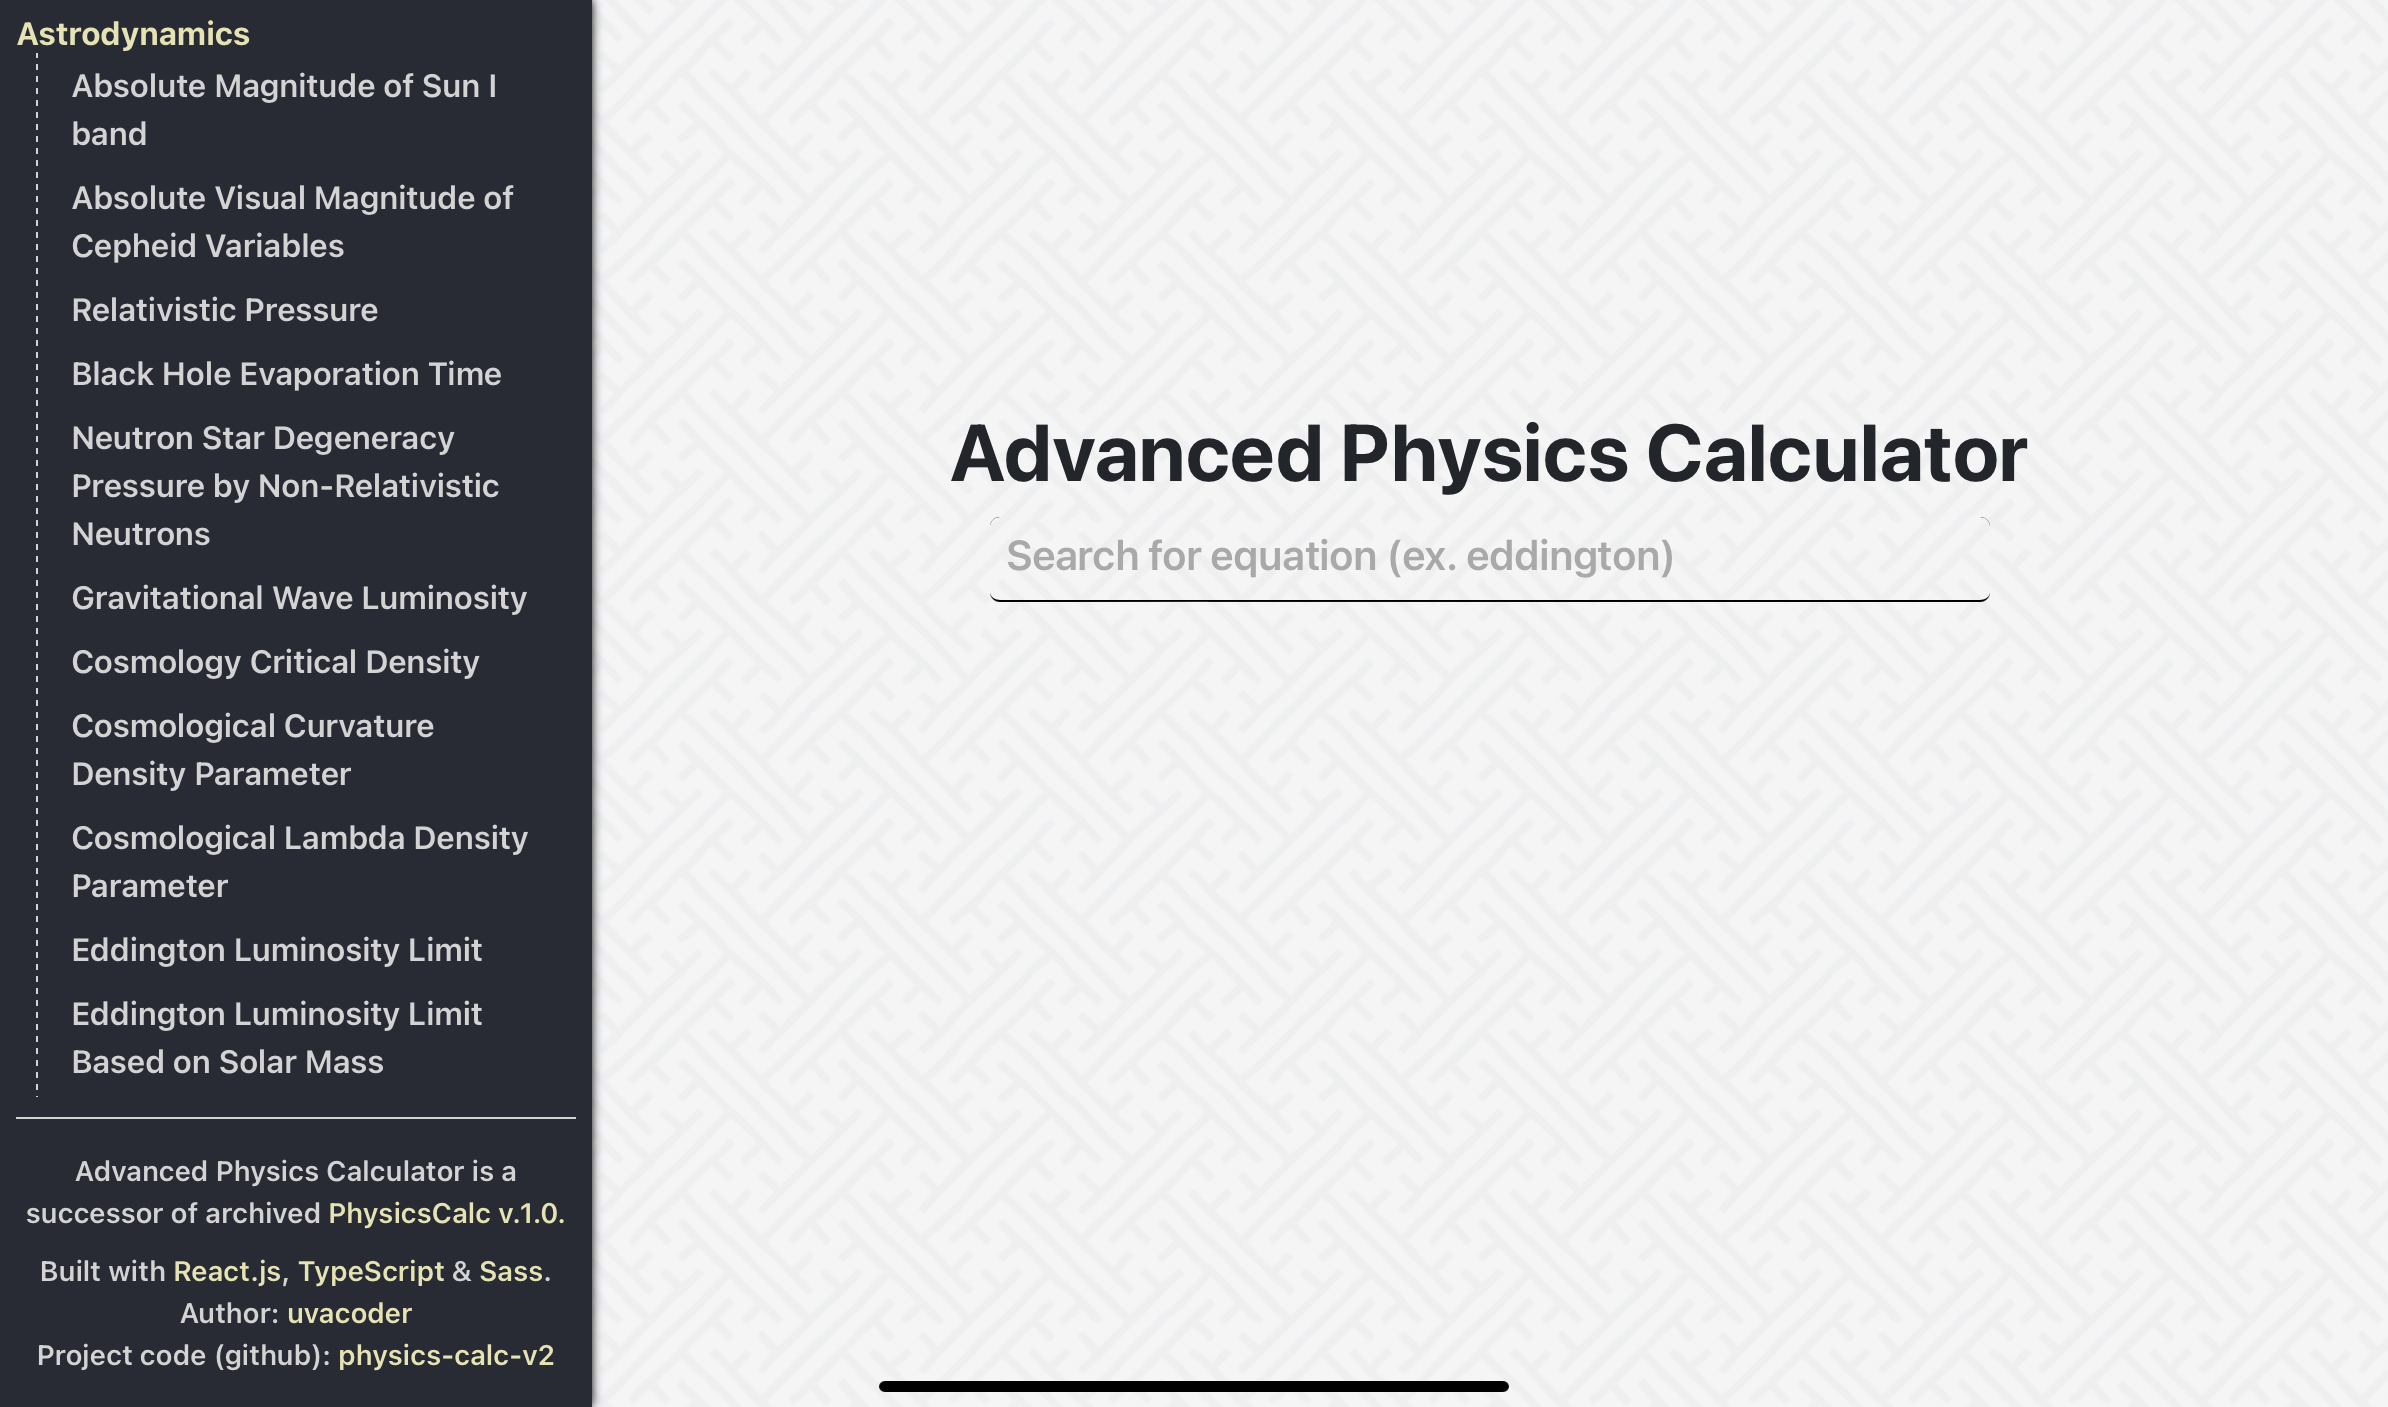 Astrodynamics
Absolute Magnitude of Sun I
band
Absolute Visual Magnitude of
Cepheid Variables
Relativistic Pressure
Black Hole Evaporation Time
Neutron Star Degeneracy
Pressure by Non-Relativistic
Neutrons
Gravitational Wave Luminosity
Cosmology Critical Density
Cosmological Curvature
Density Parameter
Cosmological Lambda Density
Parameter
Eddington Luminosity Limit
Eddington Luminosity Limit
Based on Solar Mass
Advanced Physics Calculator is a
successor of archived PhysicsCalc v.1.0.
Built with React.js, TypeScript & Sass.
Author: uvacoder
Project code (github): physics-calc-v2
Advanced Physics Calculator
Search for equation (ex. eddington)